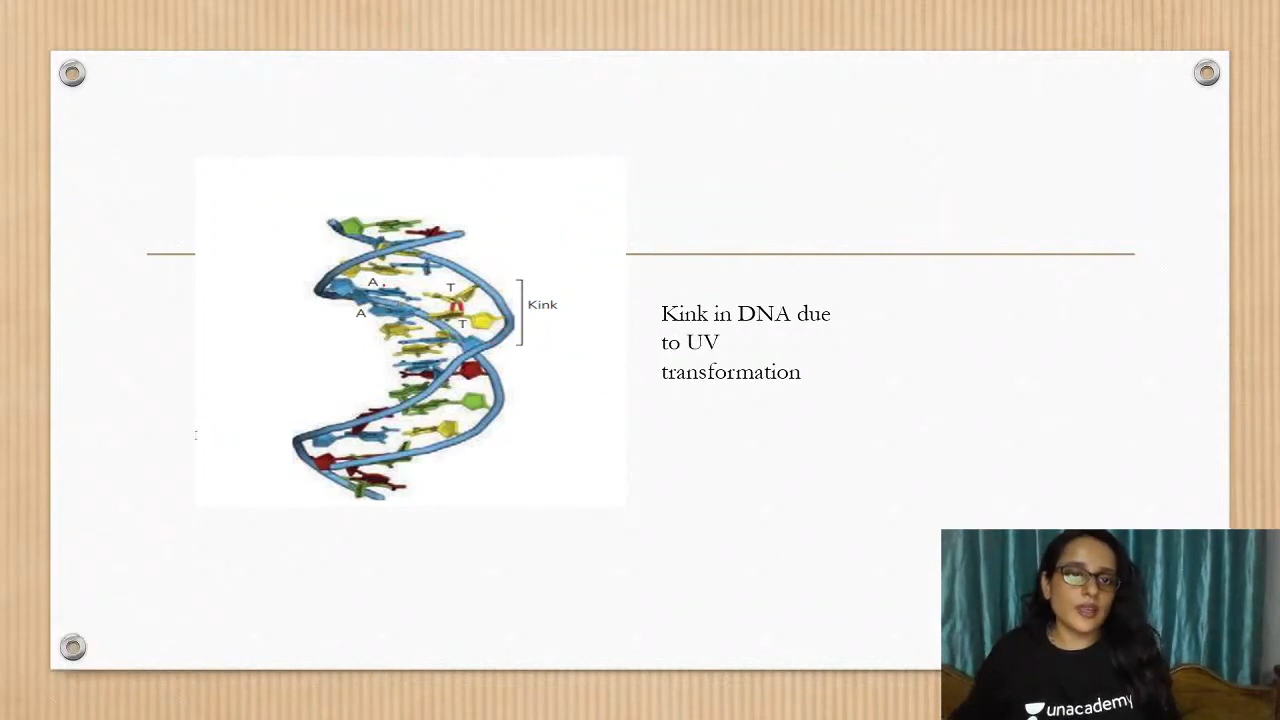 A
T
Kink
A
T
Kink in DNA due
to UV
transformation
unacademy